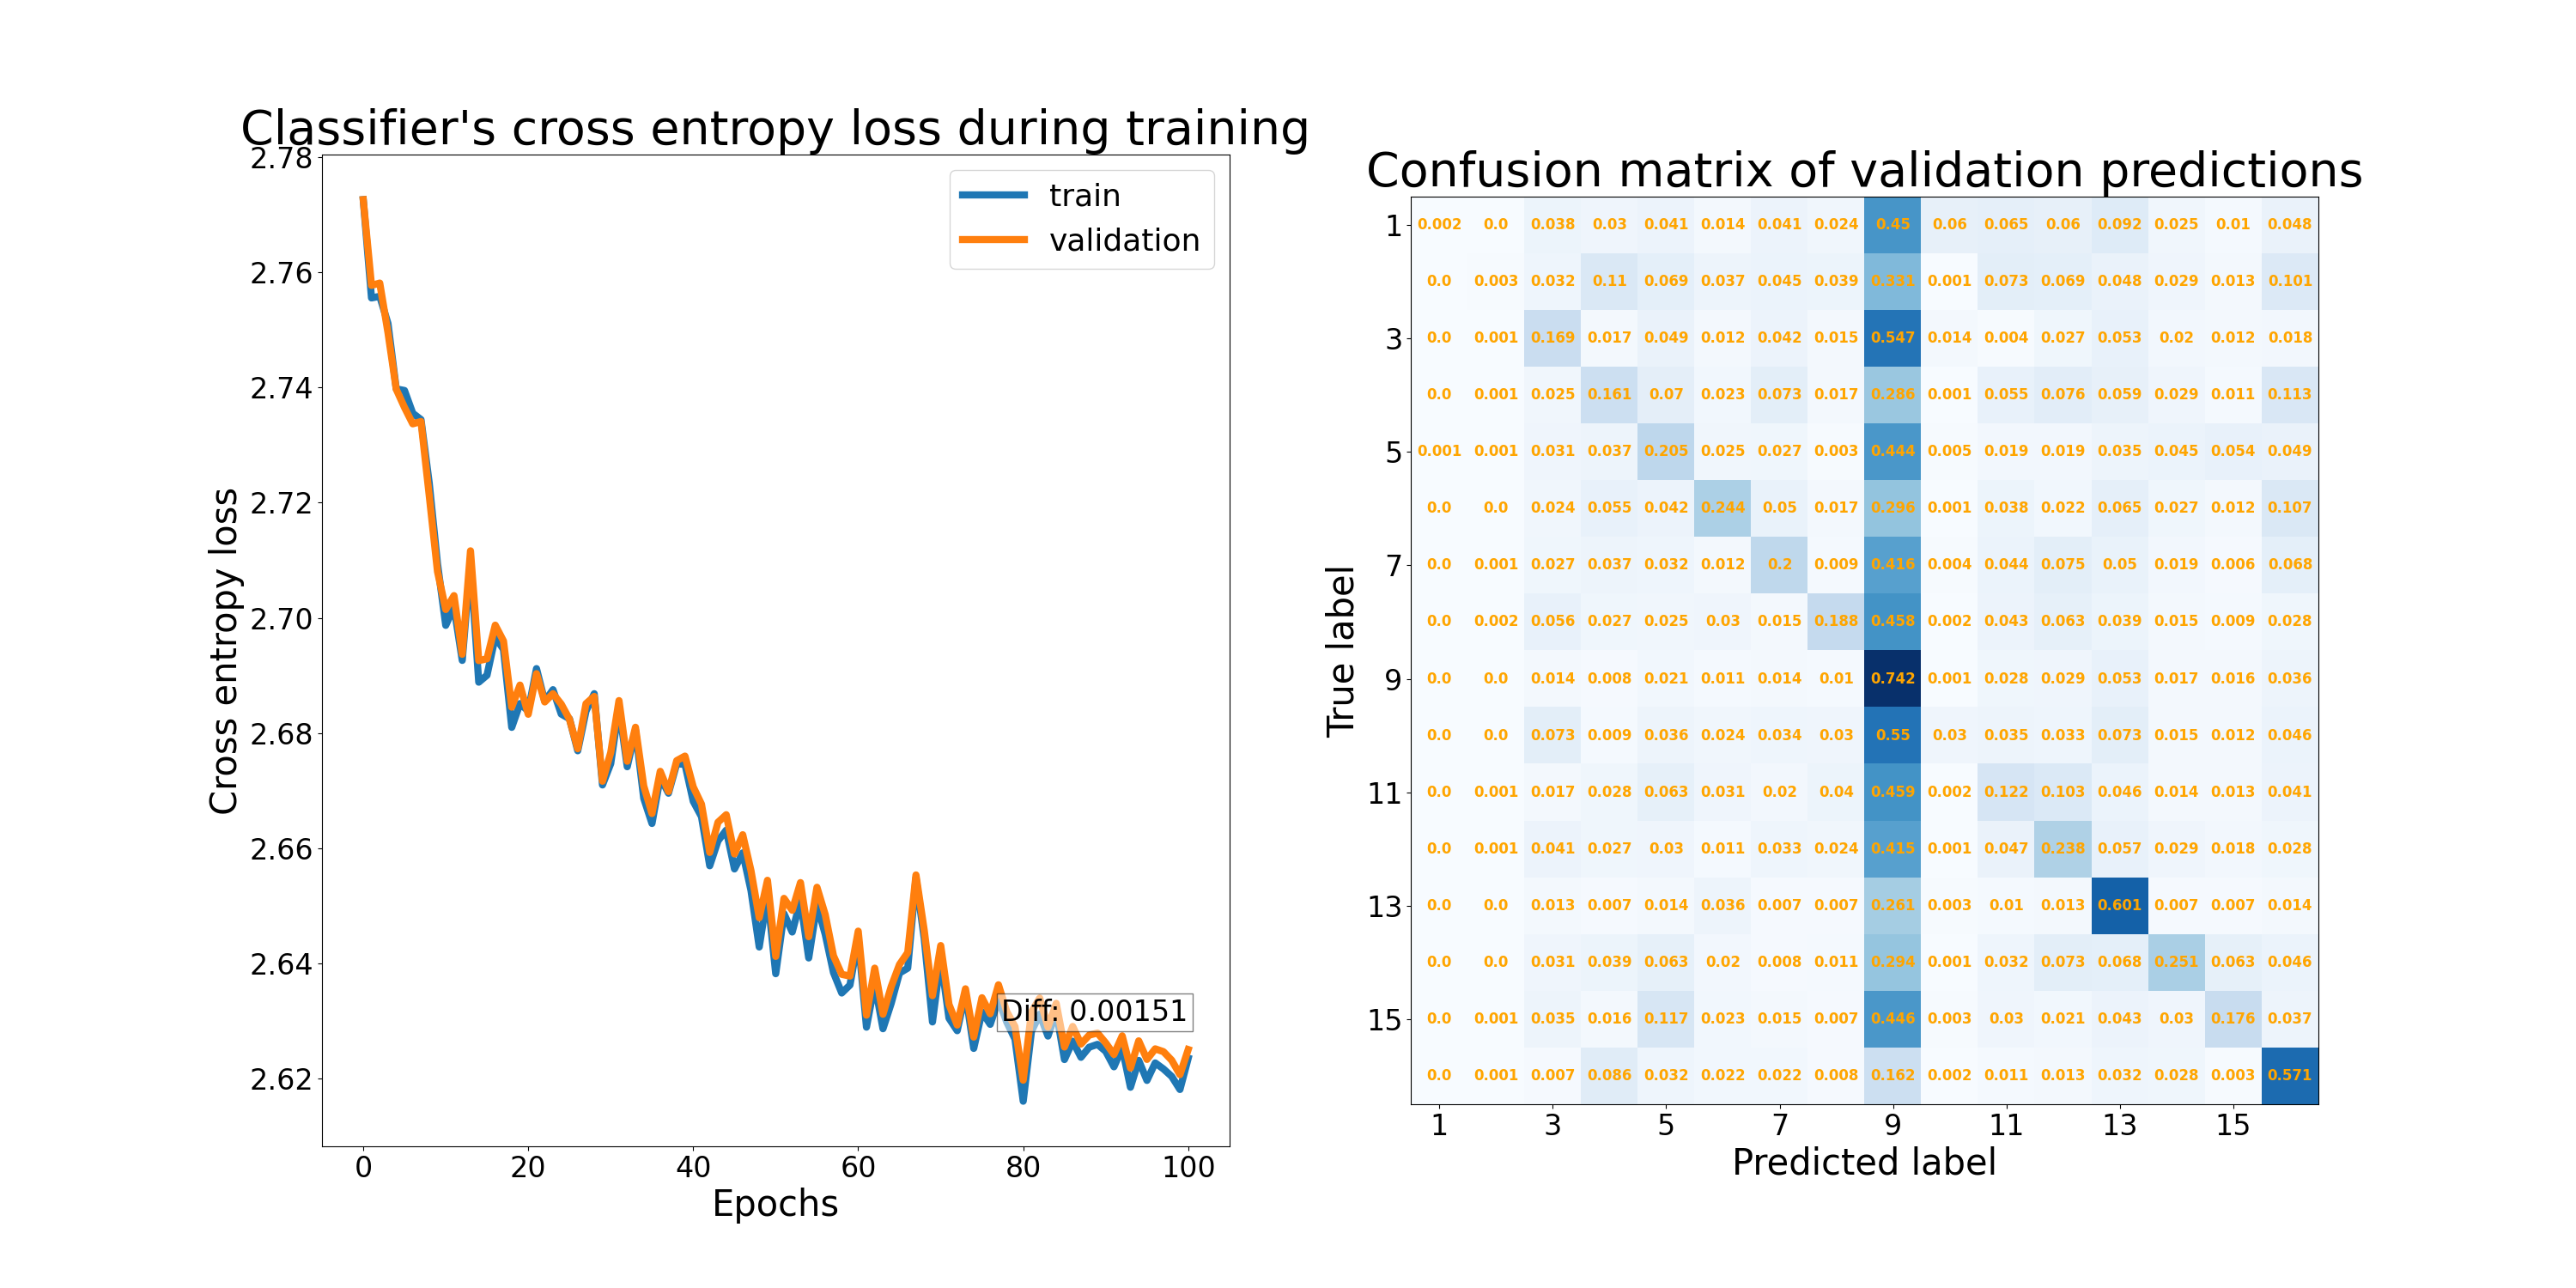 Classifier's cross entropy loss during training
2.78
2.76
2.74
2.72
2.70
2.68
2.66
2.64
2.62
Cross entropy loss
train
validation
Diff: 0.00151
0 20 40 60 80 100
Epochs
Confusion matrix of validation predictions
True label
1 0.002 0.0 0.038 0.03 0.041 0.014 0.041 0.024 0.45 0.06 0.065 0.06 0.092 0.025 0.01 0.048
0.0 0.003 0.032 0.11 0.069 0.037 0.045 0.039 0.331 0.001 0.073 0.069 0.048 0.029 0.013 0.101
3 0.0 0.001 0.169 0.017 0.049 0.012 0.042 0.015 0.547 0.014 0.004 0.027 0.053 0.02 0.012 0.018
0.0 0.001 0.025 0.161 0.07 0.023 0.073 0.017 0.286 0.001 0.055 0.076 0.059 0.029 0.011 0.113
5 0.001 0.001 0.031 0.037 0.205 0.025 0.027 0.003 0.444 0.005 0.019 0.019 0.035 0.045 0.054 0.049
0.0 0.0 0.024 0.055 0.042 0.244 0.05 0.017 0.296 0.001 0.038 0.022 0.065 0.027 0.012 0.107
7 0.0 0.001 0.027 0.037 0.032 0.012 0.2 0.009 0.416 0.004 0.044 0.075 0.05 0.019 0.006 0.068
0.0 0.002 0.056 0.027 0.025 0.03 0.015 0.188 0.458 0.002 0.043 0.063 0.039 0.015 0.009 0.028
9 0.0 0.0 0.014 0.008 0.021 0.011 0.014 0.01 0.742 0.001 0.028 0.029 0.053 0.017 0.016 0.036
0.0 0.0 0.073 0.009 0.036 0.024 0.034 0.03 0.55 0.03 0.035 0.033 0.073 0.015 0.012 0.046
11 0.0 0.001 0.017 0.028 0.063 0.031 0.02 0.04 0.459 0.002 0.122 0.103 0.046 0.014 0.013 0.041
0.0 0.001 0.041 0.027 0.03 0.011 0.033 0.024 0.415 0.001 0.047 0.238 0.057 0.029 0.018 0.028
13 0.0 0.0 0.013 0.007 0.014 0.036 0.007 0.007 0.261 0.003 0.01 0.013 0.601 0.007 0.007 0.014
0.0 0.0 0.031 0.039 0.063 0.02 0.008 0.011 0.294 0.001 0.032 0.073 0.068 0.251 0.063 0.046
15 0.0 0.001 0.035 0.016 0.117 0.023 0.015 0.007 0.446 0.003 0.03 0.021 0.043 0.03 0.176 0.037
0.0 0.001 0.007 0.086 0.032 0.022 0.022 0.008 0.162 0.002 0.011 0.013 0.032 0.028 0.003 0.571
1 3 5 7 9 11 13 15
Predicted label